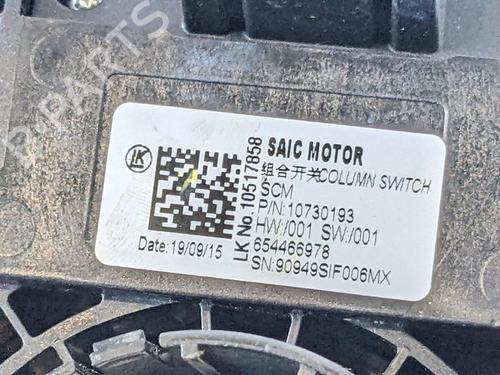 B-PARTS
LK
SAIC MOTOR
组合开关COLUMN SWITCH
SCM
P/N:10730193
HW:/001 SW:/001
654466978
SN:90949SIF006MX
LK No.10517858
Date:19/09/15